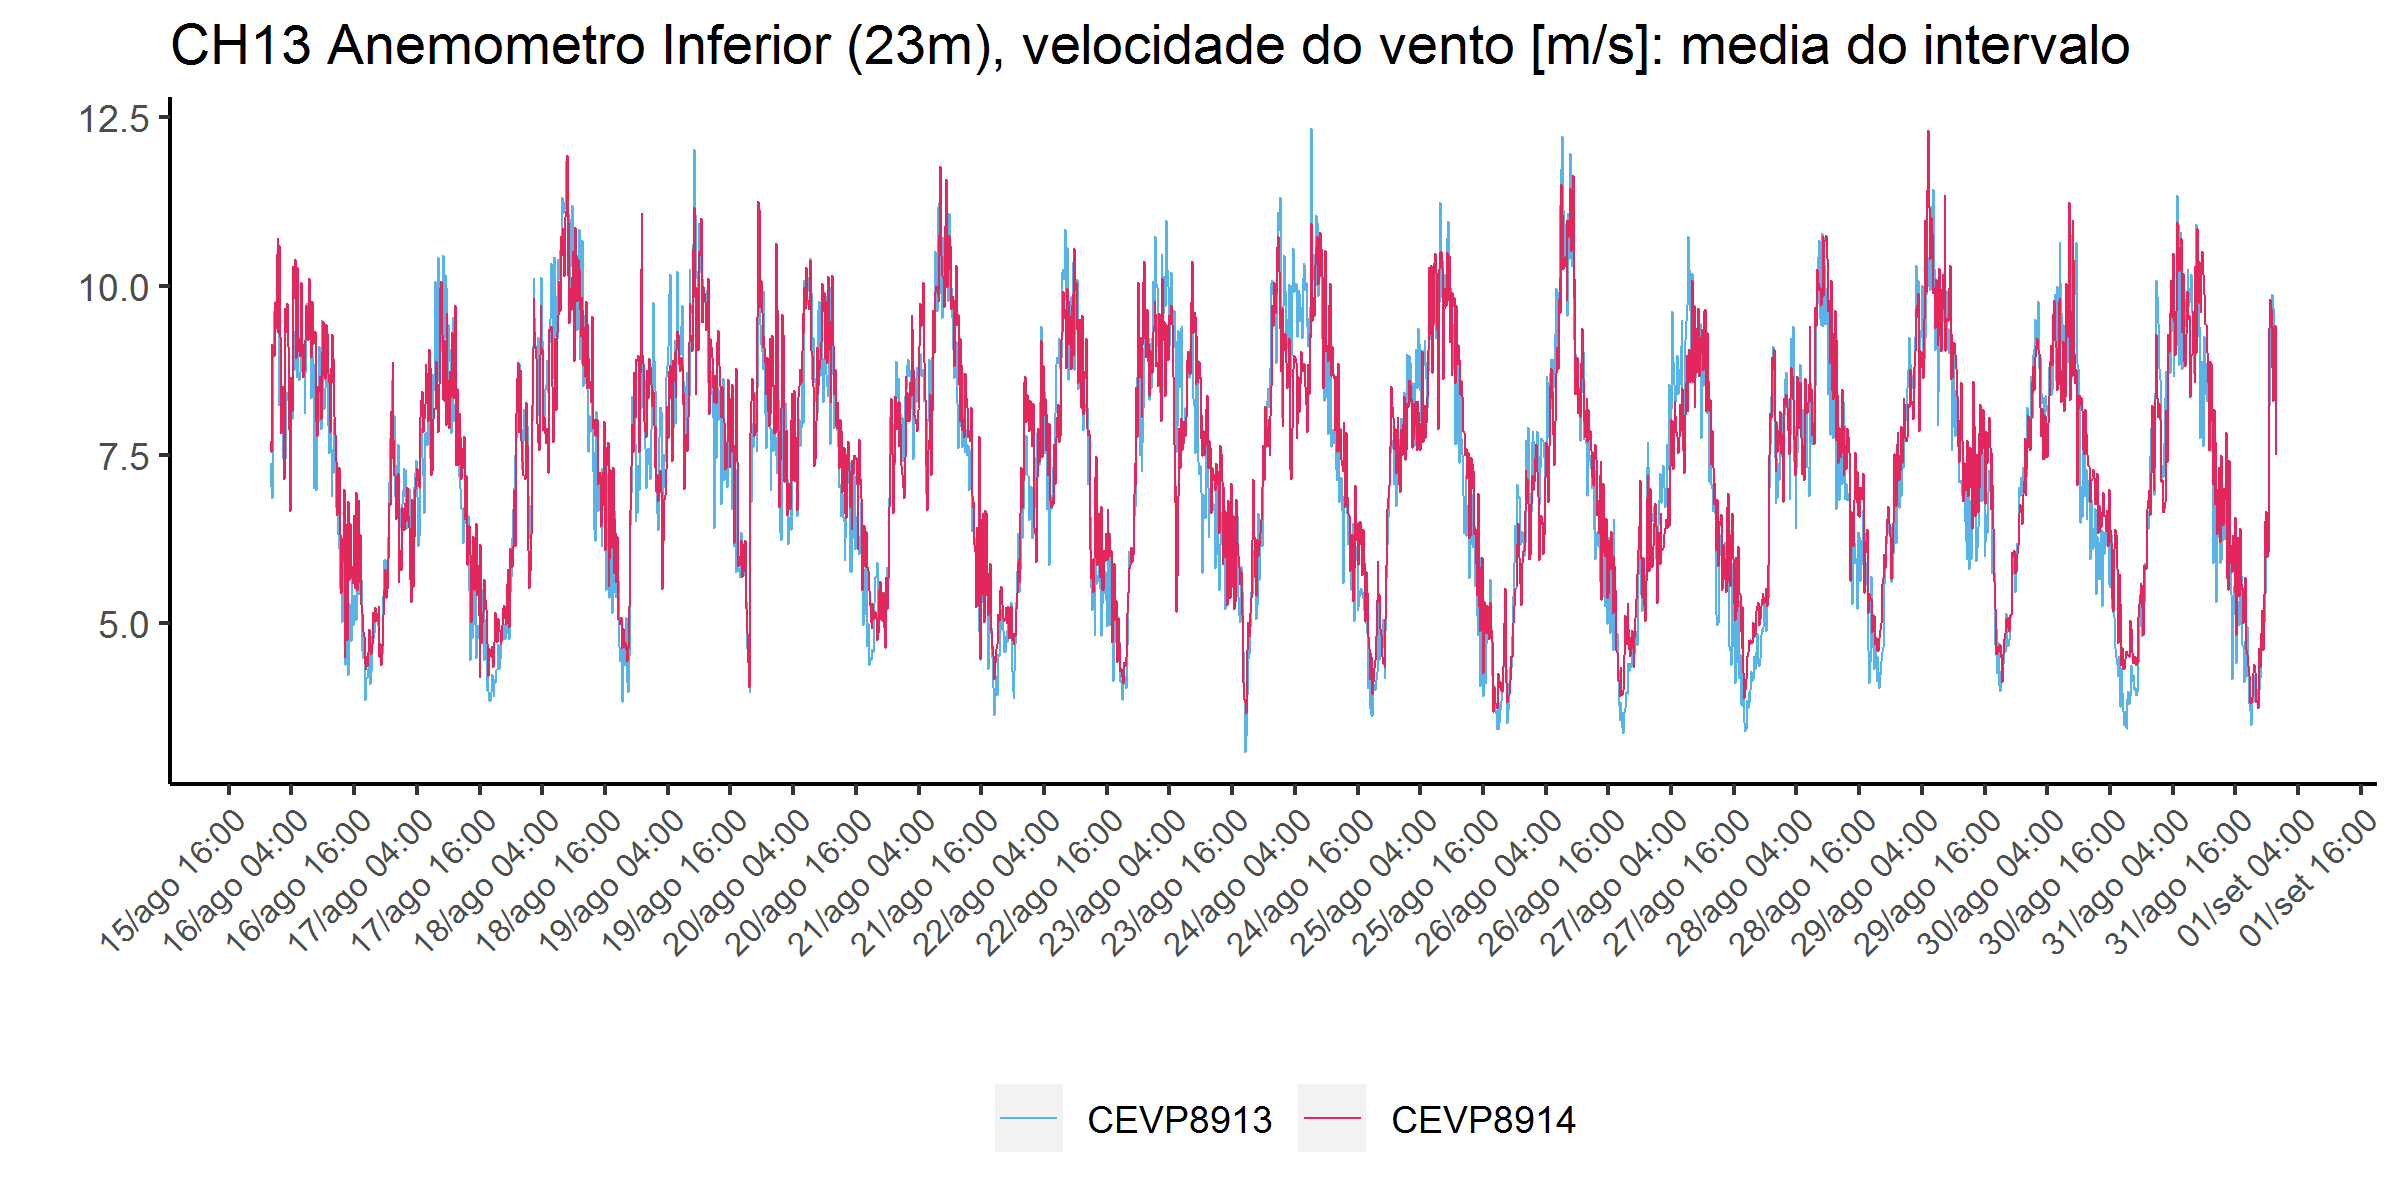 CH13 Anemometro Inferior (23m), velocidade do vento [m/s]: media do intervalo
12.5
10.0
7.5
5.0
15/ago 16:00
16/ago 04:00
16/ago 16:00
17/ago 04:00
17/ago 16:00
18/ago 04:00
18/ago 16:00
19/ago 04:00
19/ago 16:00
20/ago 04:00
20/ago 16:00
21/ago 04:00
21/ago 16:00
22/ago 04:00
22/ago 16:00
23/ago 04:00
23/ago 16:00
24/ago 04:00
24/ago 16:00
25/ago 04:00
25/ago 16:00
26/ago 04:00
26/ago 16:00
27/ago 04:00
27/ago 16:00
28/ago 04:00
28/ago 16:00
29/ago 04:00
29/ago 16:00
30/ago 04:00
30/ago 16:00
31/ago 04:00
31/ago 16:00
01/set 04:00
01/set 16:00
CEVP8913
CEVP8914